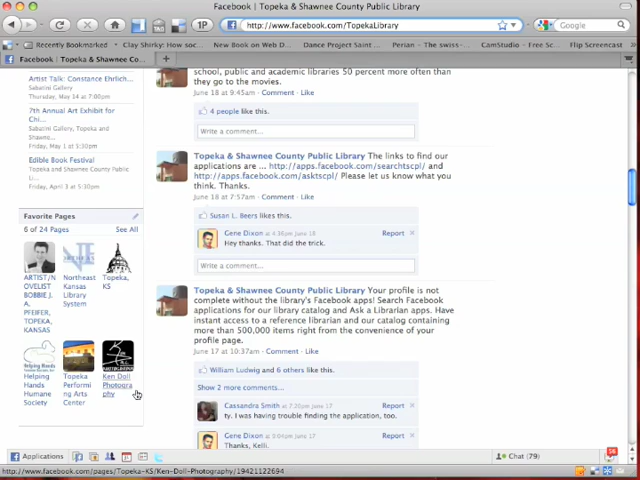 Facebook | Topeka & Shawnee County Public Library
http://www.facebook.com/TopekaLibrary
Google
Recently Bookmarked
Clay Shirky: How soc...
New Book on Web D...
Dance Project Saint ...
Perian – The swiss-...
CamStudio – Free Sc...
Flip Screencast
Facebook | Topeka & Shawnee Co...
Artist Talk: Constance Ehrlich...
Sabatini Gallery
Thursday, May 14 at 7:00pm
7th Annual Art Exhibit for
Chi...
Sabatini Gallery, Topeka and
Shawne...
Friday, May 1 at 5:30pm
Edible Book Festival!
Topeka and Shawnee County Public
L...
Friday, April 3 at 5:30pm
Favorite Pages
6 of 24 Pages
See All
ARTIST/N
OVELIST
BOBBIE J.
A.
PFEIFER,
TOPEKA,
KANSAS
Northeast
Kansas
Library
System
Topeka,
KS
Helping
Hands
Humane
Society
Topeka
Performi
ng Arts
Center
Ken Doll
Photogra
phy
school, public and academic libraries 50 percent more often than
they go to the movies.
June 18 at 9:45am · Comment · Like
4 people like this.
Write a comment...
Topeka & Shawnee County Public Library The links to find our
applications are ... http://apps.facebook.com/searchtscpl/ and
http://apps.facebook.com/asktscpl/ Please let us know what you
think. Thanks.
June 18 at 7:57am · Comment · Like
Susan L. Beers likes this.
Gene Dixon at 4:36pm June 18
Report
Hey thanks. That did the trick.
Write a comment...
Topeka & Shawnee County Public Library Your profile is not
complete without the library's Facebook apps! Search Facebook
applications for our library catalog and Ask a Librarian apps. Have
instant access to a reference librarian and our catalog containing
more than 500,000 items right from the convenience of your
profile page.
June 17 at 10:37am · Comment · Like
William Ludwig and 6 others like this.
Show 2 more comments...
Cassandra Smith at 7:20pm June 17
Report
ty. I was having trouble finding the application, too.
Gene Dixon at 6:04pm June 17
Report
Thanks, Kelli.
Applications
Chat (79)
http://www.facebook.com/pages/Topeka-KS/Ken-Doll-Photography/19421122694